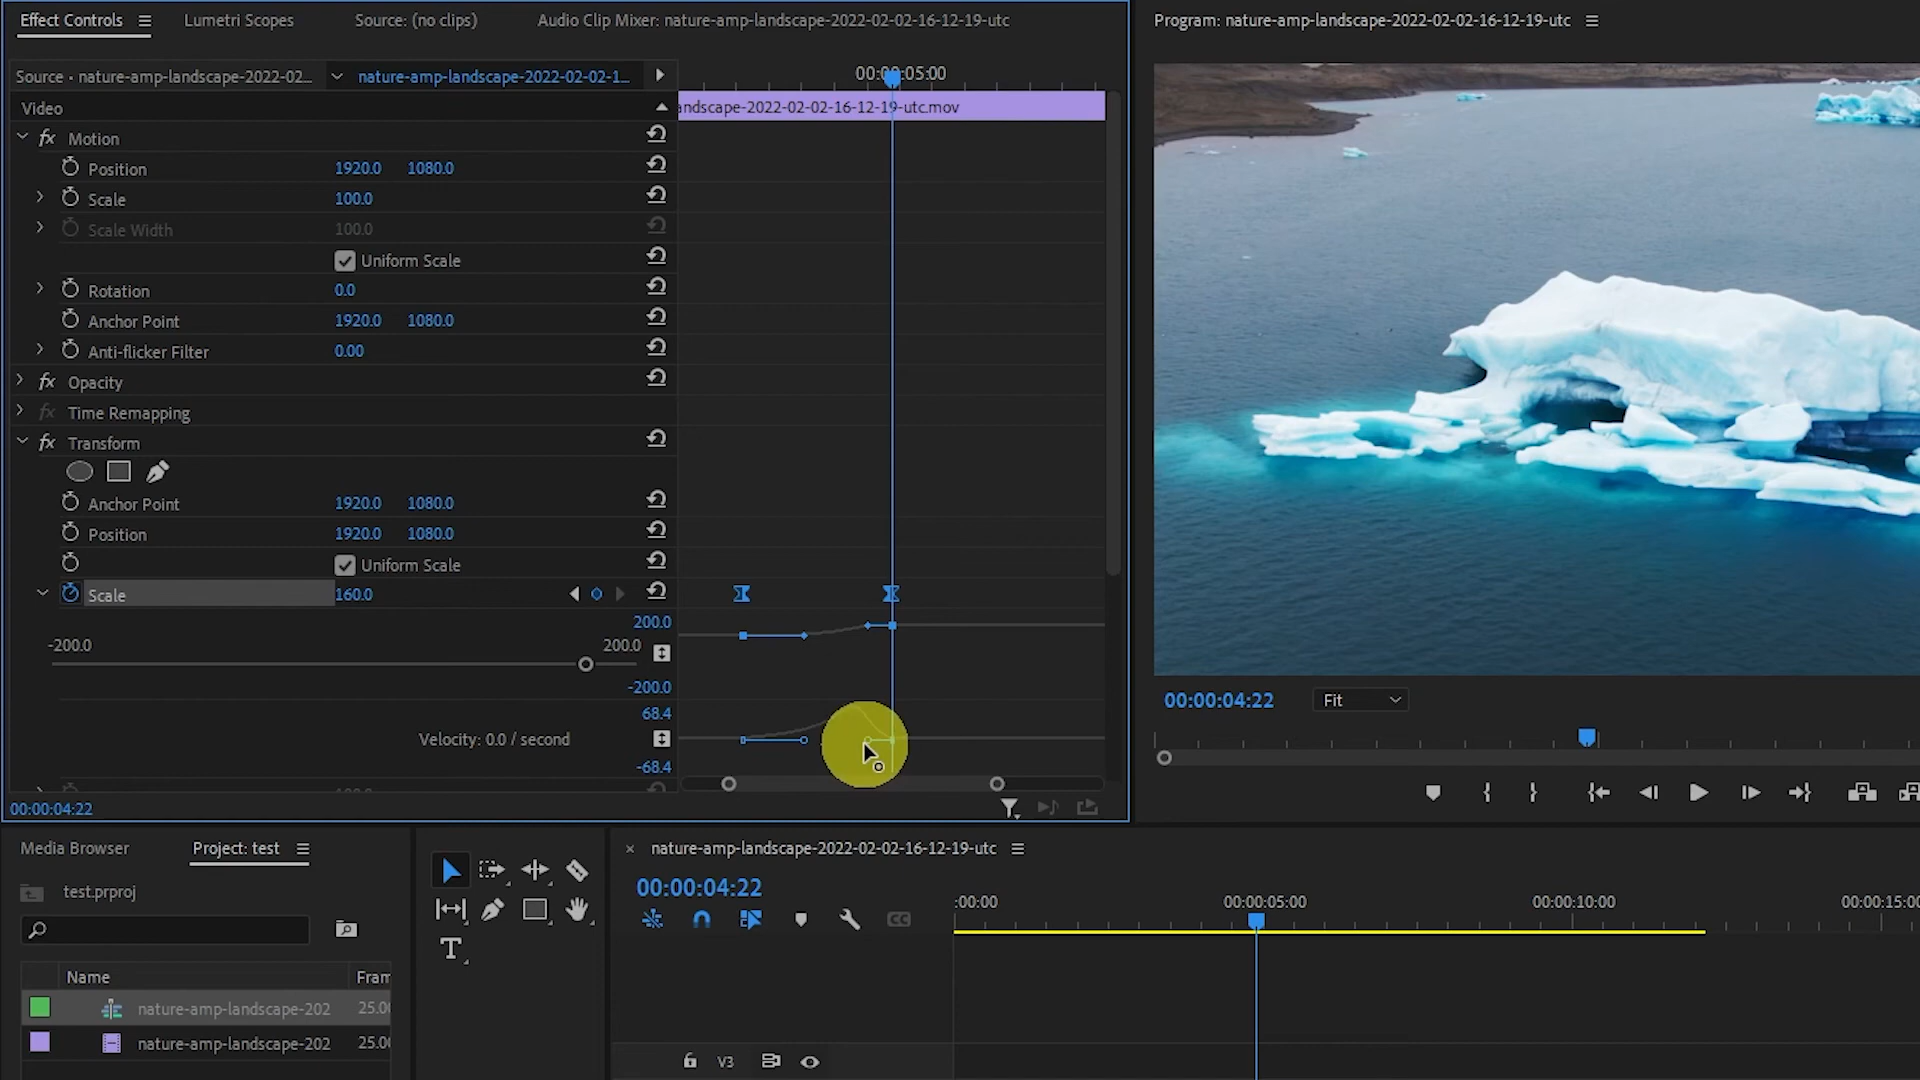 Effect Controls
Lumetri Scopes
Source: (no clips)
Audio Clip Mixer: nature-amp-landscape-2022-02-02-16-12-19-utc
Program: nature-amp-landscape-2022-02-02-16-12-19-utc
Source · nature-amp-landscape-2022-02...
nature-amp-landscape-2022-02-02-1...
Video
andscape-2022-02-02-16-12-19-utc.mov
fx Motion
Position 1920.0 1080.0
Scale 100.0
Scale Width 100.0
Uniform Scale
Rotation 0.0
Anchor Point 1920.0 1080.0
Anti-flicker Filter 0.00
fx Opacity
fx Time Remapping
fx Transform
Anchor Point 1920.0 1080.0
Position 1920.0 1080.0
Uniform Scale
Scale 160.0
200.0
-200.0 200.0
-200.0
68.4
Velocity: 0.0 / second
-68.4
00:00:04:22
00:00:04:22
Fit
Media Browser
Project: test
test.prproj
Name Fram
nature-amp-landscape-202 25.00
nature-amp-landscape-202 25.00
T
× nature-amp-landscape-2022-02-02-16-12-19-utc
00:00:04:22
CC
:00:00 00:00:05:00 00:00:10:00 00:00:15:00
V3